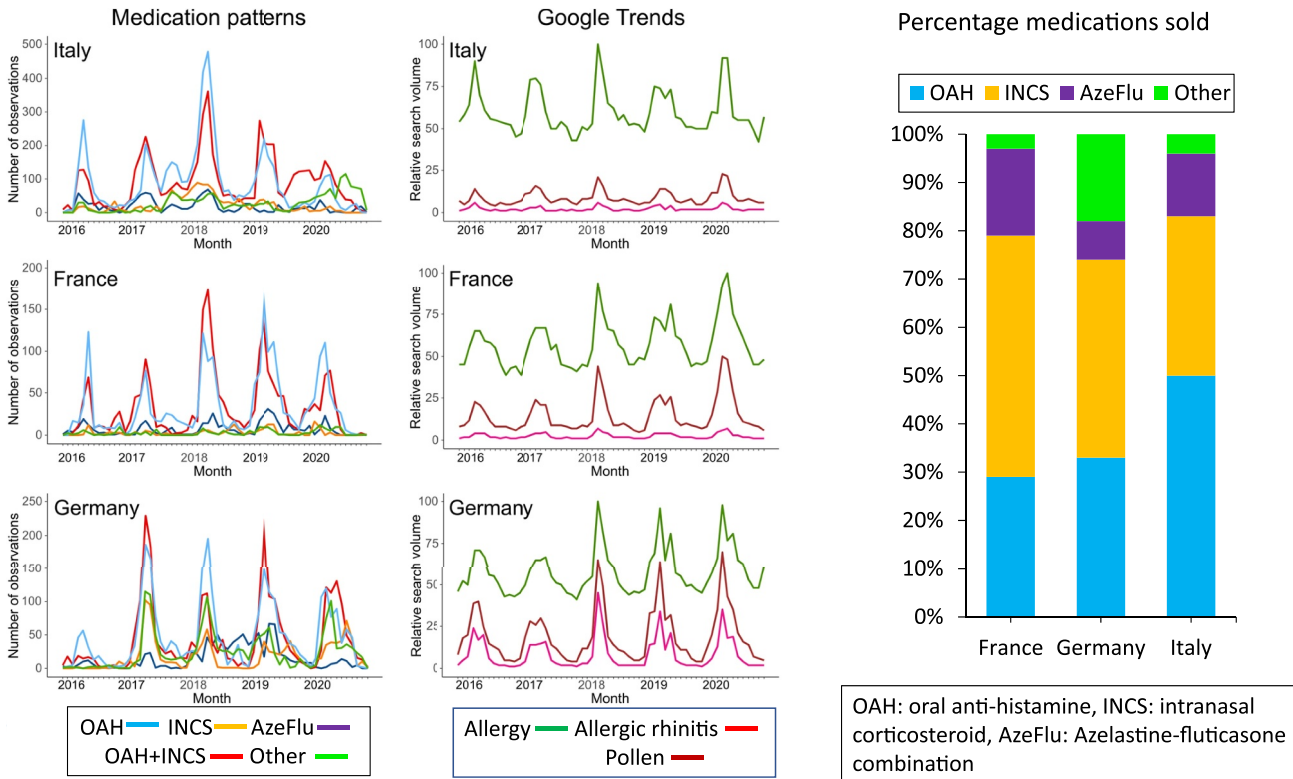 Medication patterns
Google Trends
Percentage medications sold
Italy
Number of observations
500
400
300
200
100
0
2016 2017 2018 2019 2020
Month
Italy
Relative search volume
100
75
50
25
0
2016 2017 2018 2019 2020
Month
France
Number of observations
200
150
100
50
0
2016 2017 2018 2019 2020
Month
France
Relative search volume
100
75
50
25
0
2016 2017 2018 2019 2020
Month
Germany
Number of observations
250
200
150
100
50
0
2016 2017 2018 2019 2020
Month
Germany
Relative search volume
100
75
50
25
0
2016 2017 2018 2019 2020
Month
OAH INCS AzeFlu
OAH+INCS Other
Allergy Allergic rhinitis
Pollen
OAH INCS AzeFlu Other
100%
90%
80%
70%
60%
50%
40%
30%
20%
10%
0%
France Germany Italy
OAH: oral anti-histamine, INCS: intranasal
corticosteroid, AzeFlu: Azelastine-fluticasone
combination